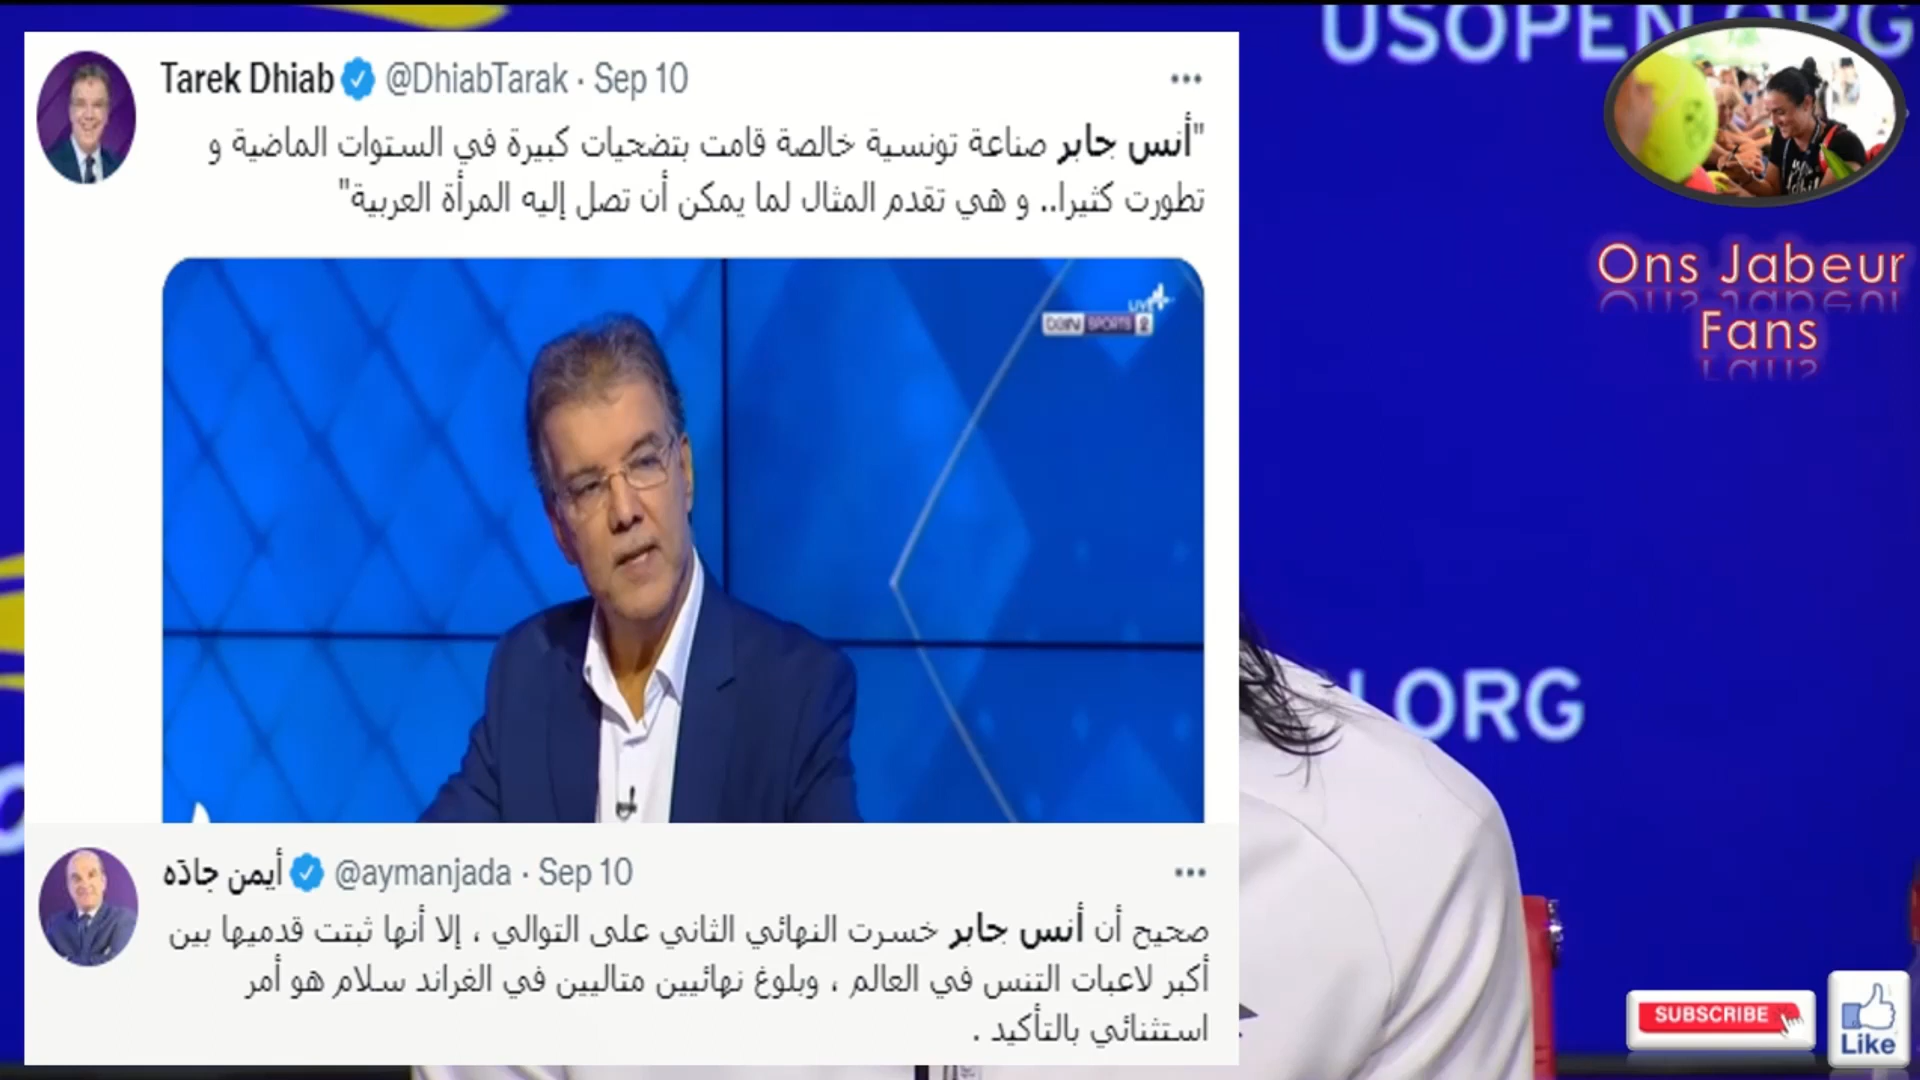 USOPEN.ORG
Tarek Dhiab @DhiabTarak · Sep 10
"أنس جابر صناعة تونسية خالصة قامت بتضحيات كبيرة في الستوات الماضية و
تطورت كثيرا.. و هي تقدم المثال لما يمكن أن تصل إليه المرأة العربية"
LIVE
beIN SPORTS 2
Ons Jabeur
Fans
.ORG
أيمن جادّه @aymanjada · Sep 10
صحيح أن أنس جابر خسرت النهائي الثاني على التوالي ، إلا أنها ثبتت قدميها بين
أكبر لاعبات التنس في العالم ، وبلوغ نهائيين متاليين في الغراند سلام هو أمر
استثنائي بالتأكيد .
SUBSCRIBE
Like